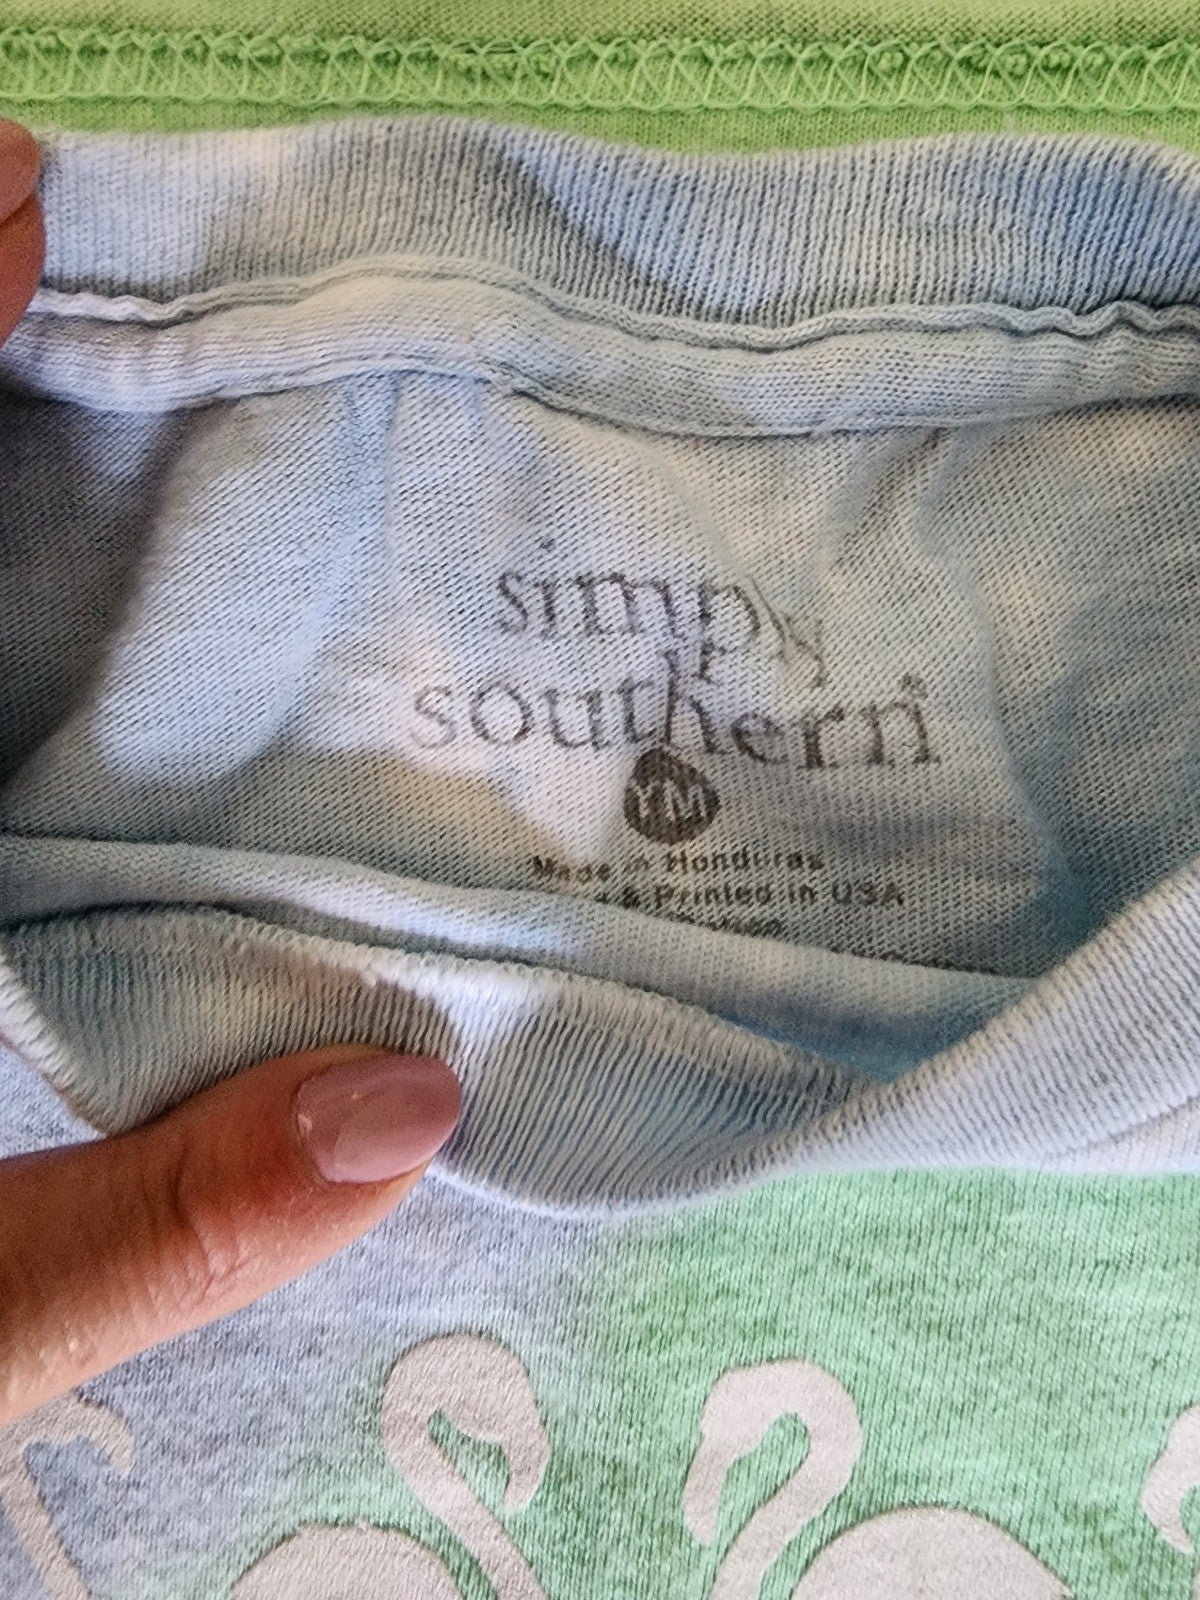 simply
southern
YM
Made in Honduras
& Printed in USA